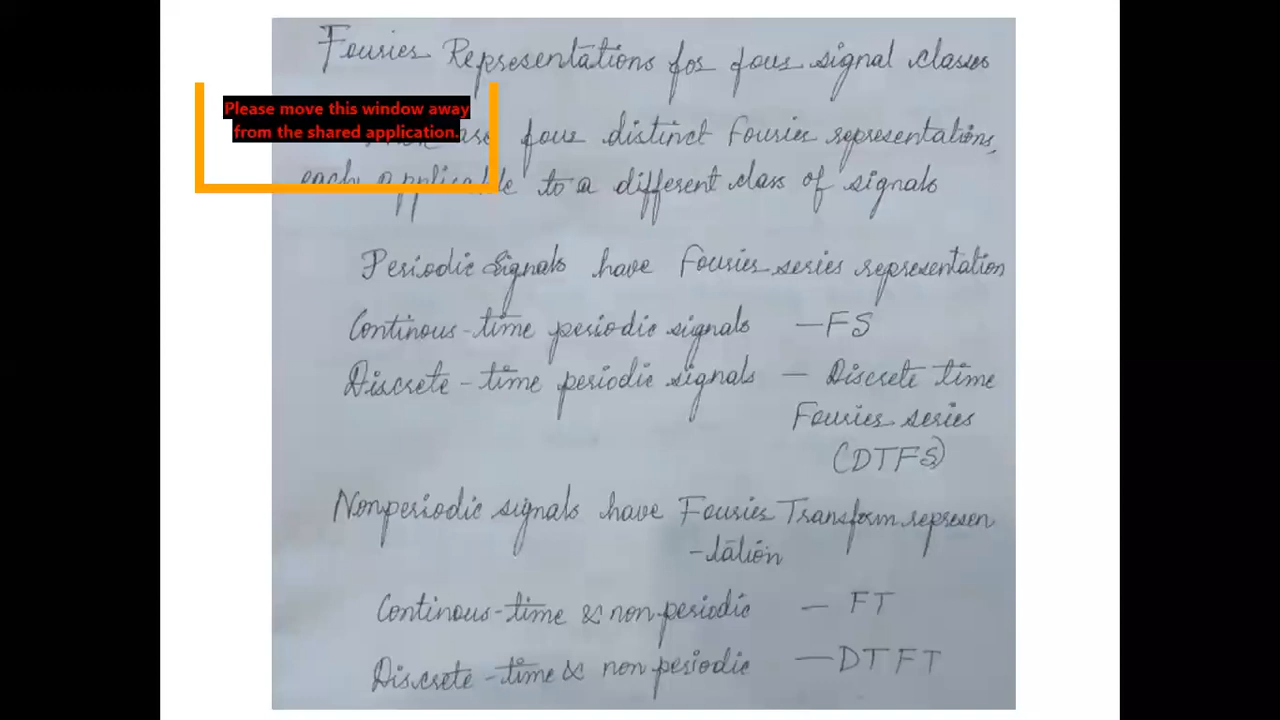 Fourier Representations for four signal classes
Please move this window away
from the shared application.
are four distinct Fourier representations,
each applicable to a different class of signals
Periodic Signals have Fourier series representation
Continous-time periodic signals — FS
Discrete-time periodic signals — Discrete time
Fourier series
(DTFS)
Nonperiodic signals have Fourier Transform represen
-tation
Continous-time & non periodic — FT
Discrete-time & non periodic — DTFT